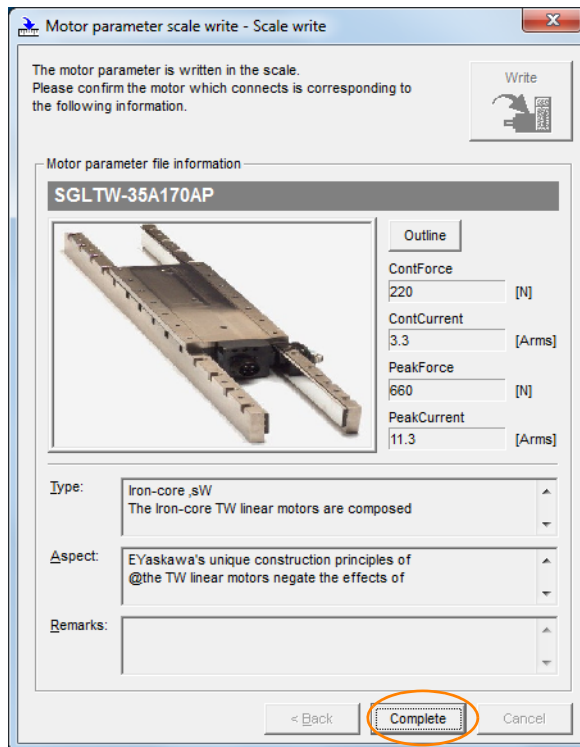 Motor parameter scale write - Scale write
The motor parameter is written in the scale.
Please confirm the motor which connects is corresponding to
the following information.
Write
Motor parameter file information
SGLTW-35A170AP
Outline
ContForce
220 [N]
ContCurrent
3.3 [Arms]
PeakForce
660 [N]
PeakCurrent
11.3 [Arms]
Type:
Iron-core ,sW
The Iron-core TW linear motors are composed
Aspect:
EYaskawa's unique construction principles of
@the TW linear motors negate the effects of
Remarks:
< Back
Complete
Cancel